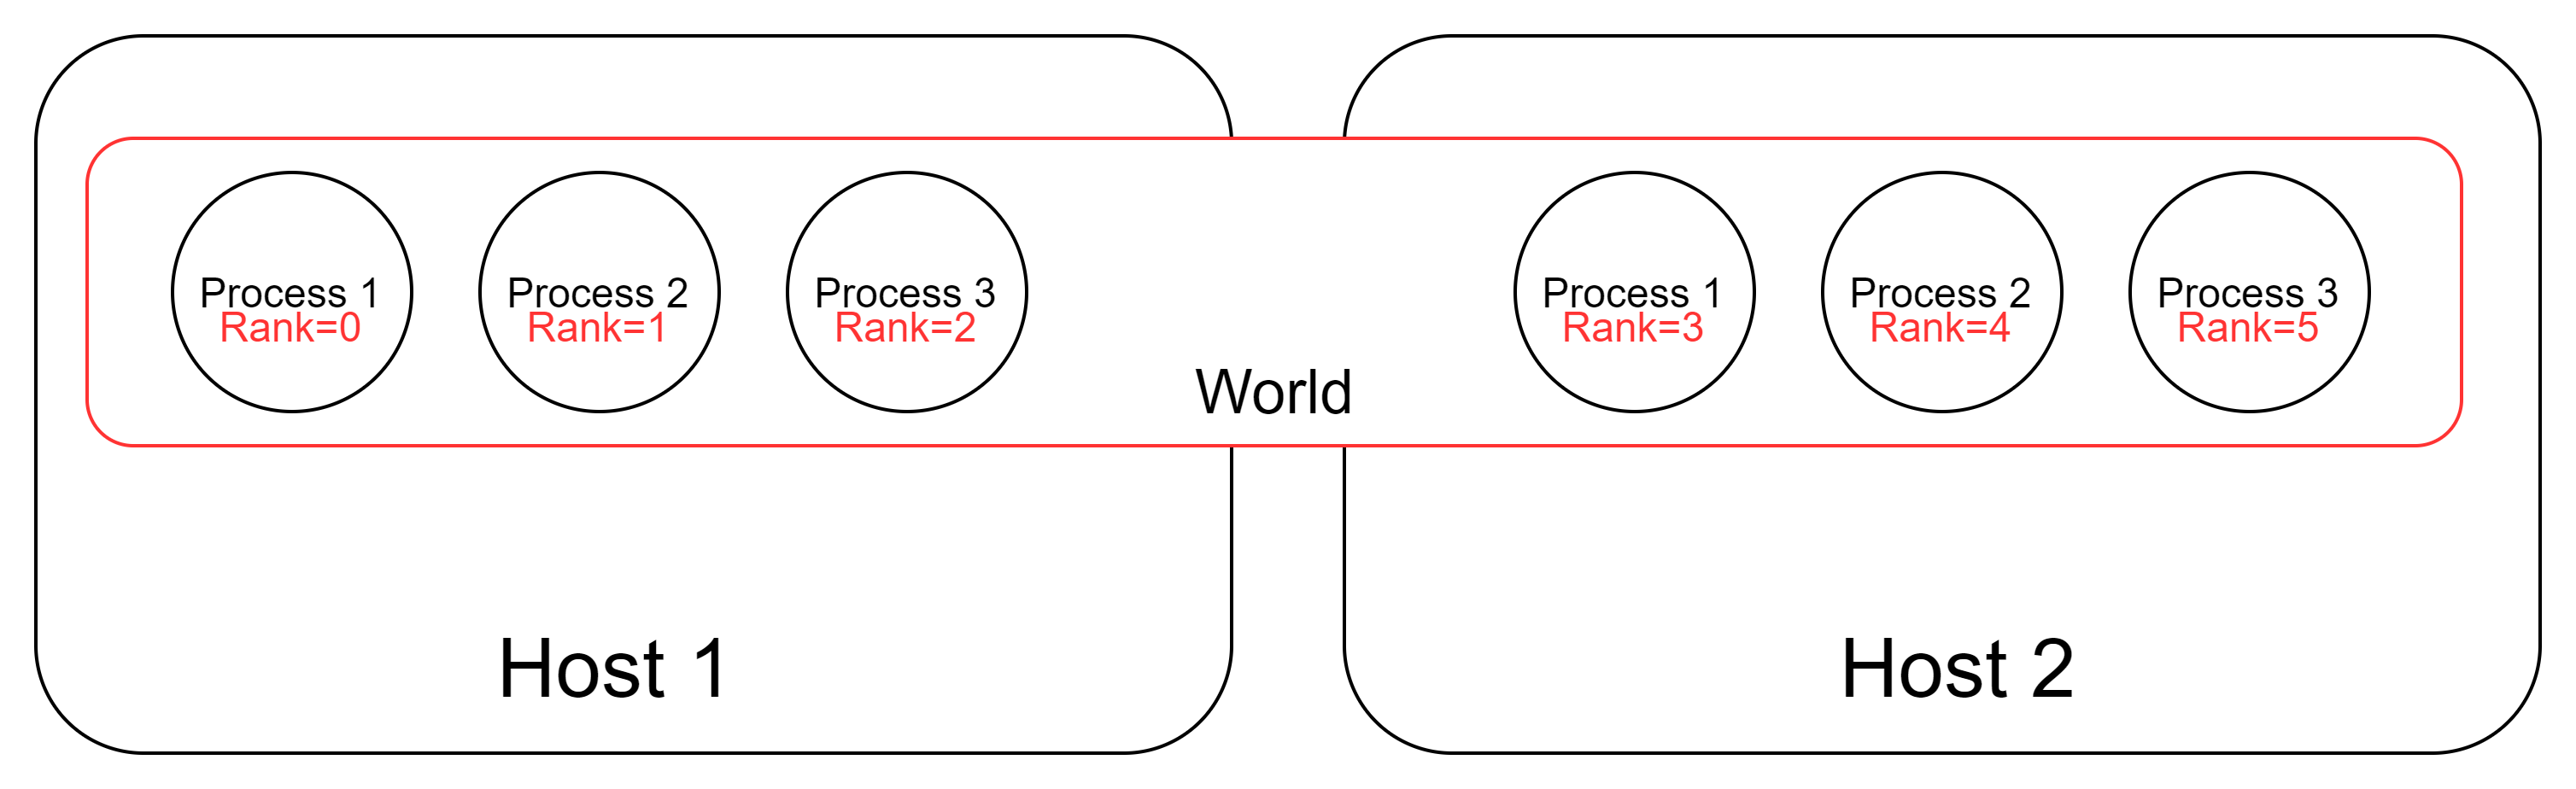 Process 1
Rank=0
Process 2
Rank=1
Process 3
Rank=2
World
Process 1
Rank=3
Process 2
Rank=4
Process 3
Rank=5
Host 1
Host 2